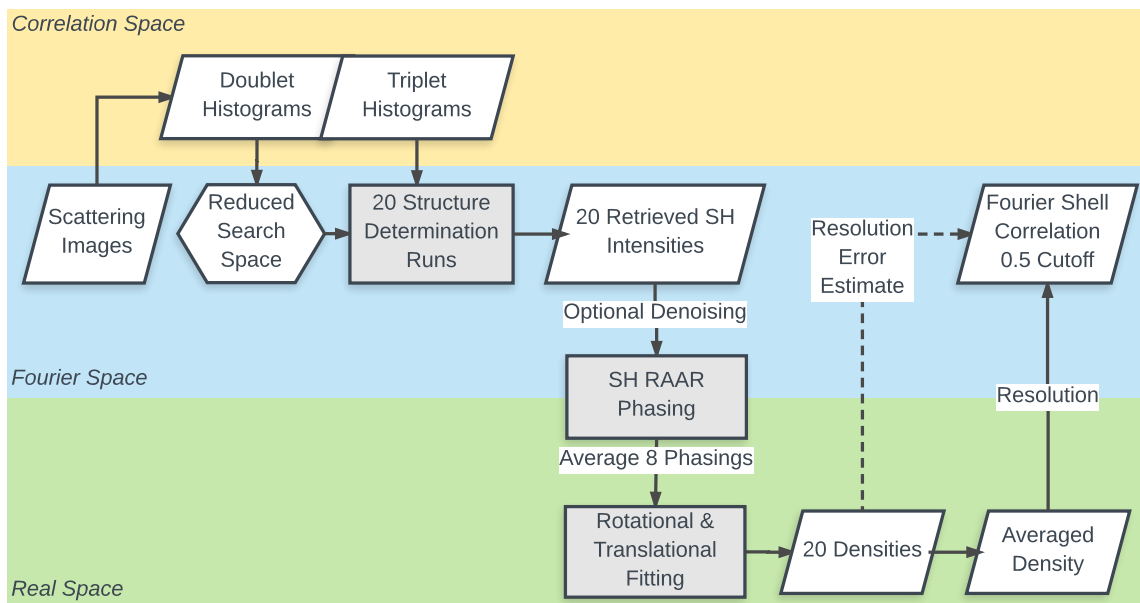 Correlation Space
Doublet
Histograms
Triplet
Histograms
Scattering
Images
Reduced
Search
Space
20 Structure
Determination
Runs
20 Retrieved SH
Intensities
Resolution
Error
Estimate
Fourier Shell
Correlation
0.5 Cutoff
Optional Denoising
Fourier Space
SH RAAR
Phasing
Resolution
Average 8 Phasings
Rotational &
Translational
Fitting
20 Densities
Averaged
Density
Real Space